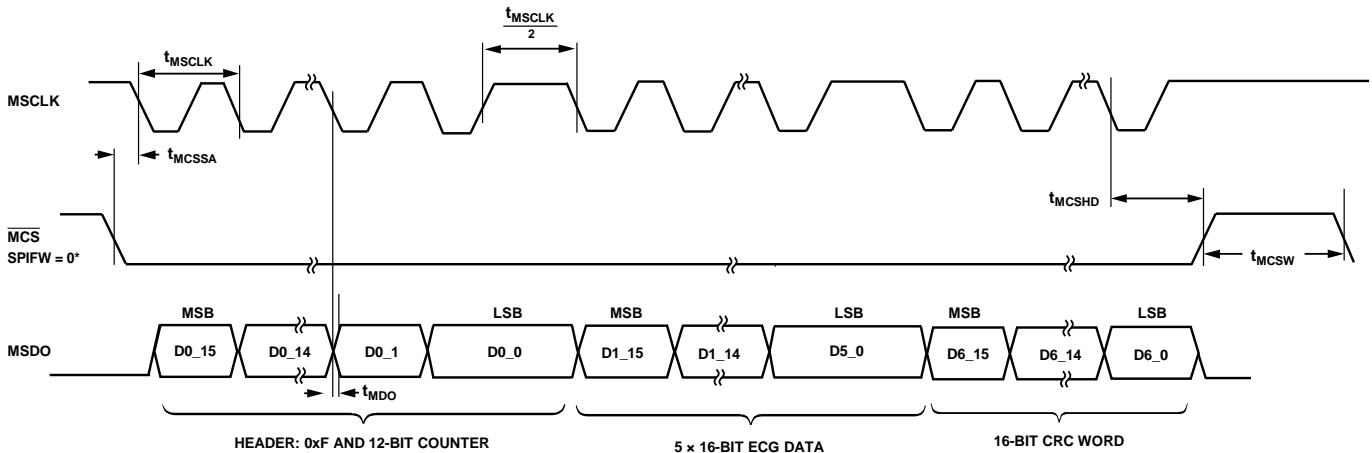 tMSCLK
2
tMSCLK
MSCLK
tMCSSA
tMCSHD
MCS
SPIFW = 0*
tMCSW
MSB LSB MSB LSB MSB LSB
MSDO D0_15 D0_14 D0_1 D0_0 D1_15 D1_14 D5_0 D6_15 D6_14 D6_0
tMDO
HEADER: 0xF AND 12-BIT COUNTER 5 × 16-BIT ECG DATA 16-BIT CRC WORD